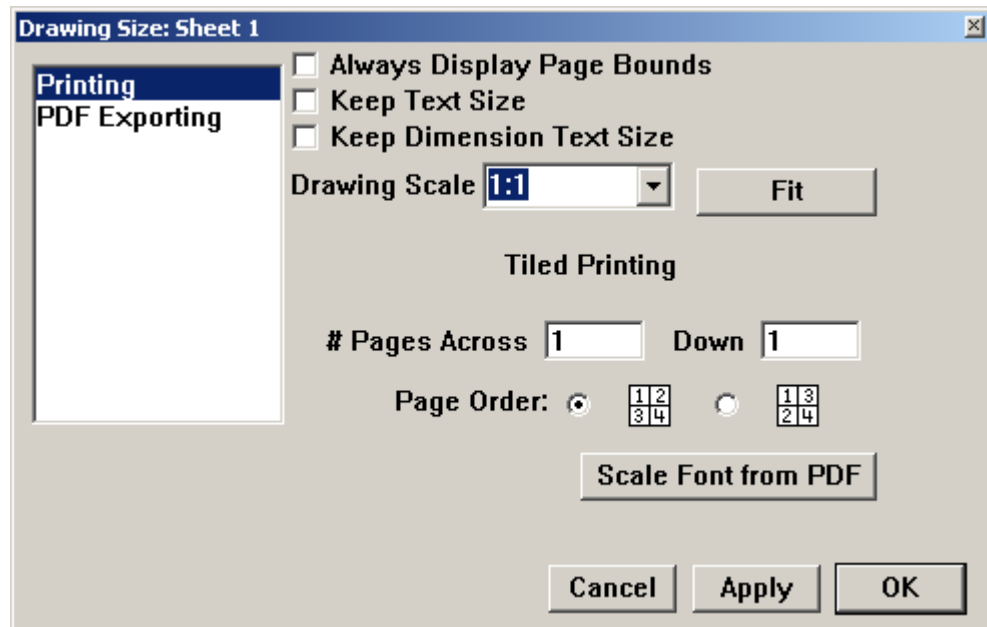 Drawing Size: Sheet 1
Printing
PDF Exporting
Always Display Page Bounds
Keep Text Size
Keep Dimension Text Size
Drawing Scale 1:1 Fit
Tiled Printing
# Pages Across 1 Down 1
Page Order: 1 2 1 3
3 4 2 4
Scale Font from PDF
Cancel Apply OK